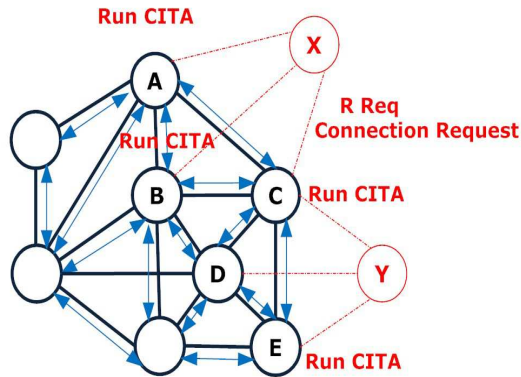 Run CITA
X
A
R Req
Connection Request
Run CITA
B
C
Run CITA
D
Y
E
Run CITA